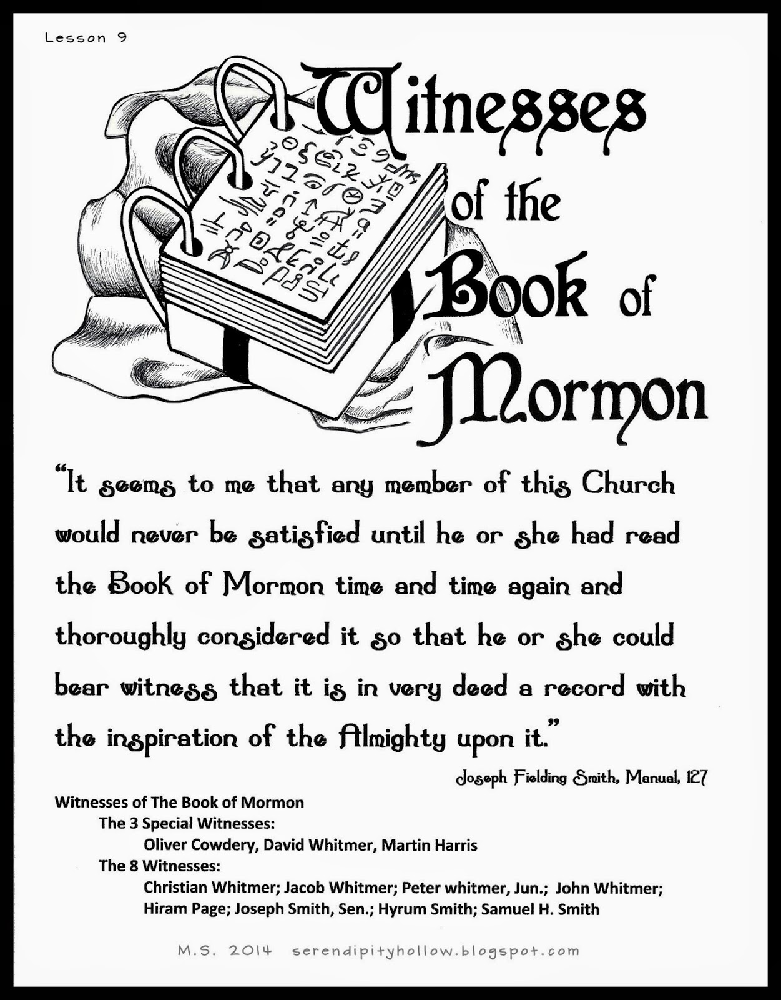 Lesson 9
Witnesses
of the
Book of
Mormon
“It seems to me that any member of this Church
would never be satisfied until he or she had read
the Book of Mormon time and time again and
thoroughly considered it so that he or she could
bear witness that it is in very deed a record with
the inspiration of the Almighty upon it.”
Joseph Fielding Smith, Manual, 127
Witnesses of The Book of Mormon
The 3 Special Witnesses:
Oliver Cowdery, David Whitmer, Martin Harris
The 8 Witnesses:
Christian Whitmer; Jacob Whitmer; Peter whitmer, Jun.; John Whitmer;
Hiram Page; Joseph Smith, Sen.; Hyrum Smith; Samuel H. Smith
M.S. 2014 serendipityhollow.blogspot.com